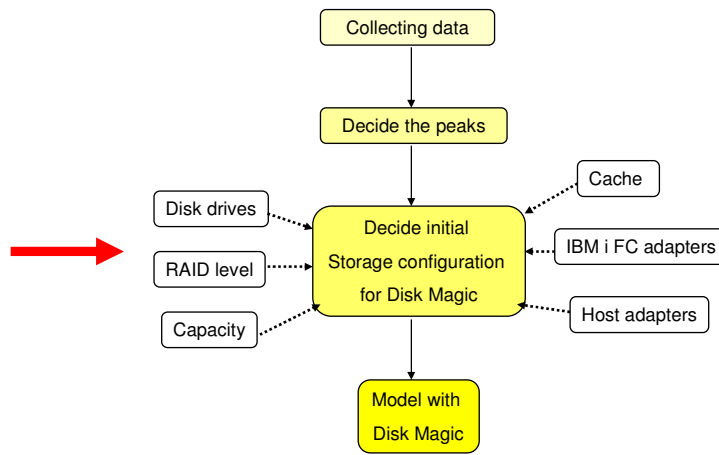 Collecting data
Decide the peaks
Cache
Disk drives
Decide initial
Storage configuration
for Disk Magic
IBM i FC adapters
RAID level
Host adapters
Capacity
Model with
Disk Magic